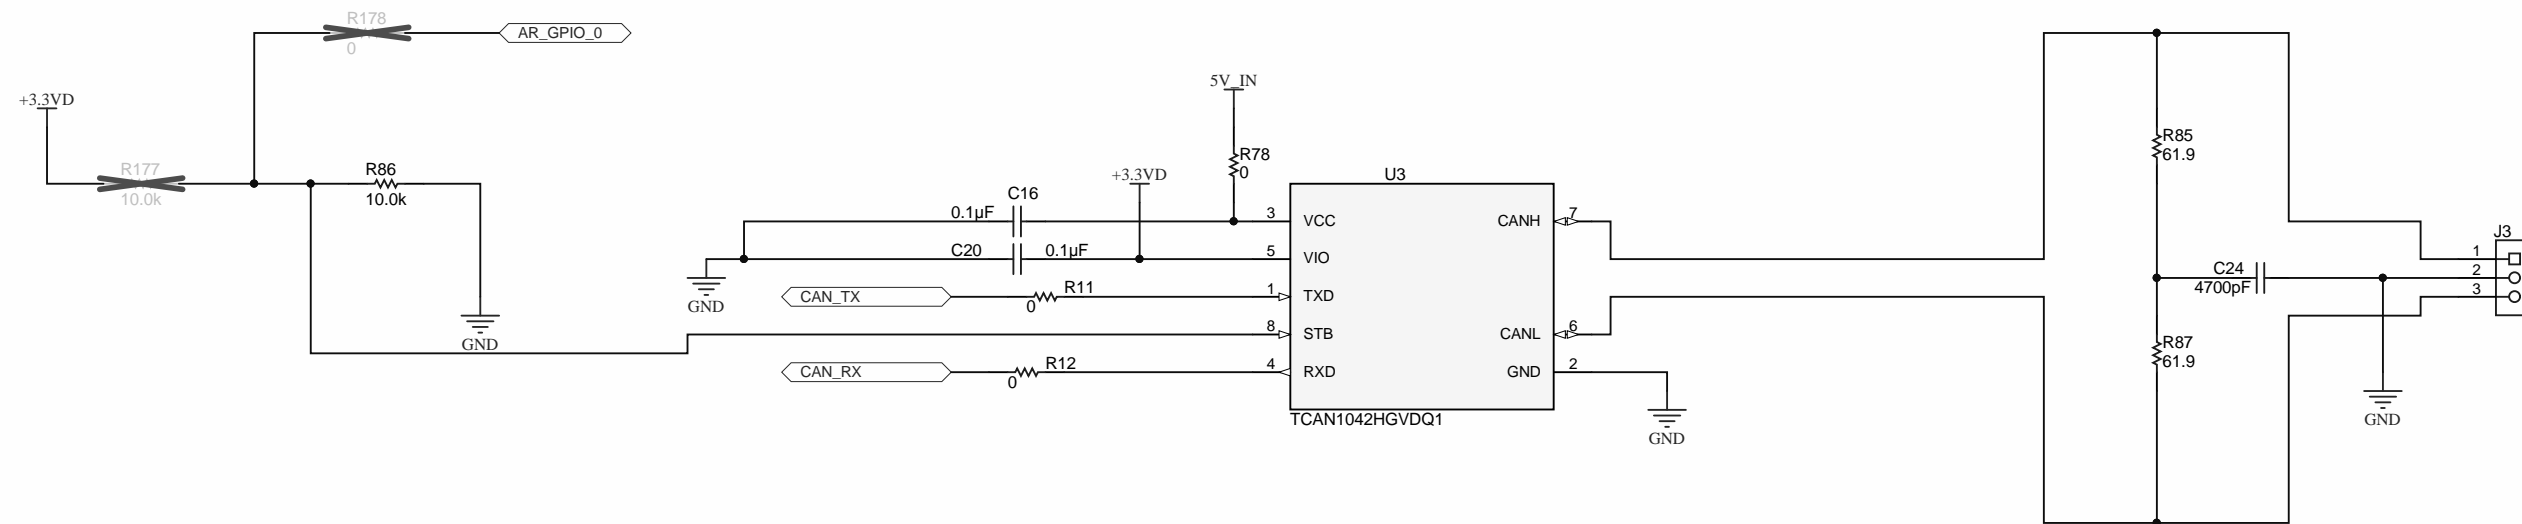 R178
0
AR_GPIO_0
+3.3VD
R177
10.0k
R86
10.0k
GND
5V_IN
R78
0
+3.3VD
C16
0.1µF
C20
0.1µF
GND
CAN_TX
R11
0
CAN_RX
R12
0
U3
3
VCC
5
VIO
1
TXD
8
STB
4
RXD
CANH
7
CANL
6
GND
2
TCAN1042HGVDQ1
GND
R85
61.9
C24
4700pF
R87
61.9
GND
J3
1
2
3